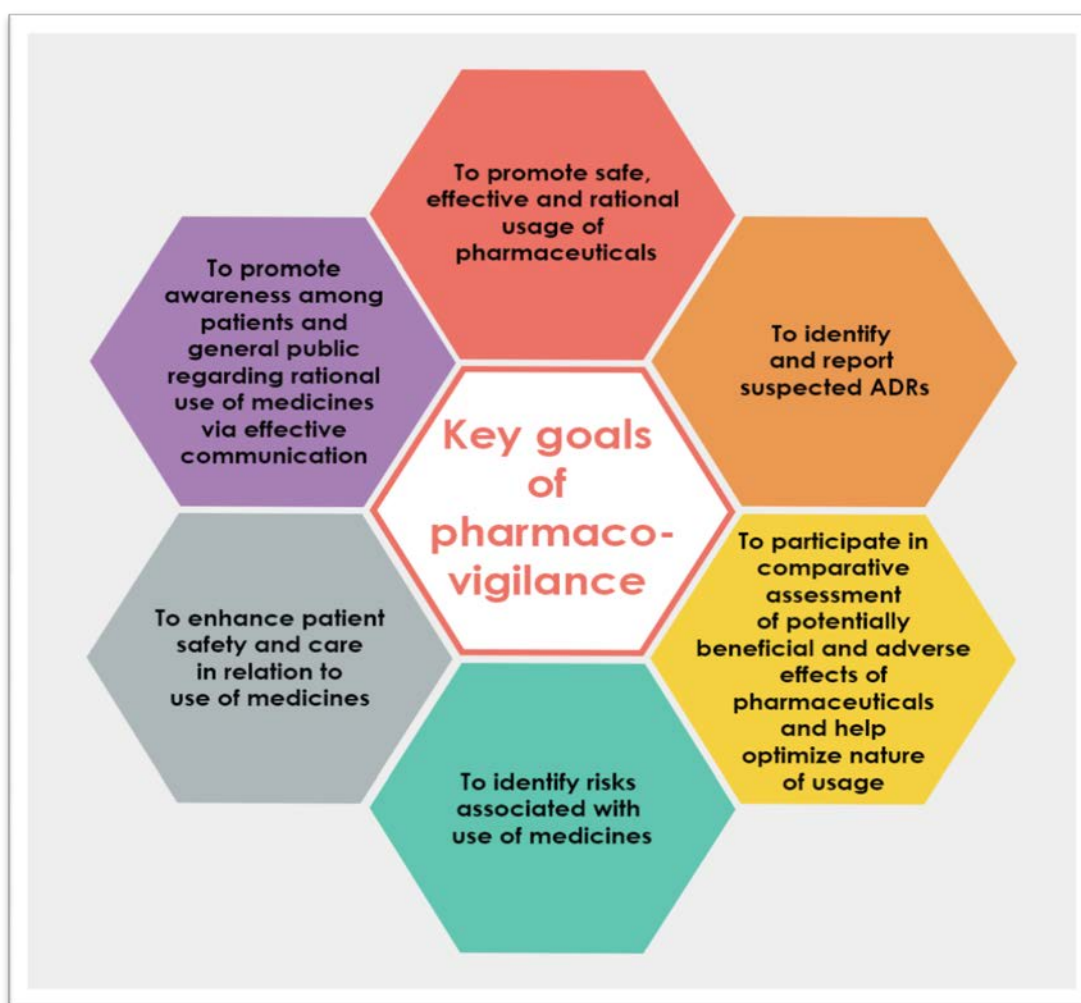 To promote safe,
effective and rational
usage of
pharmaceuticals
To identify
and report
suspected ADRs
To participate in
comparative
assessment
of potentially
beneficial and adverse
effects of
pharmaceuticals
and help
optimize nature
of usage
To identify risks
associated with
use of medicines
To enhance patient
safety and care
in relation to
use of medicines
To promote
awareness among
patients and
general public
regarding rational
use of medicines
via effective
communication
Key goals
of
pharmaco-
vigilance